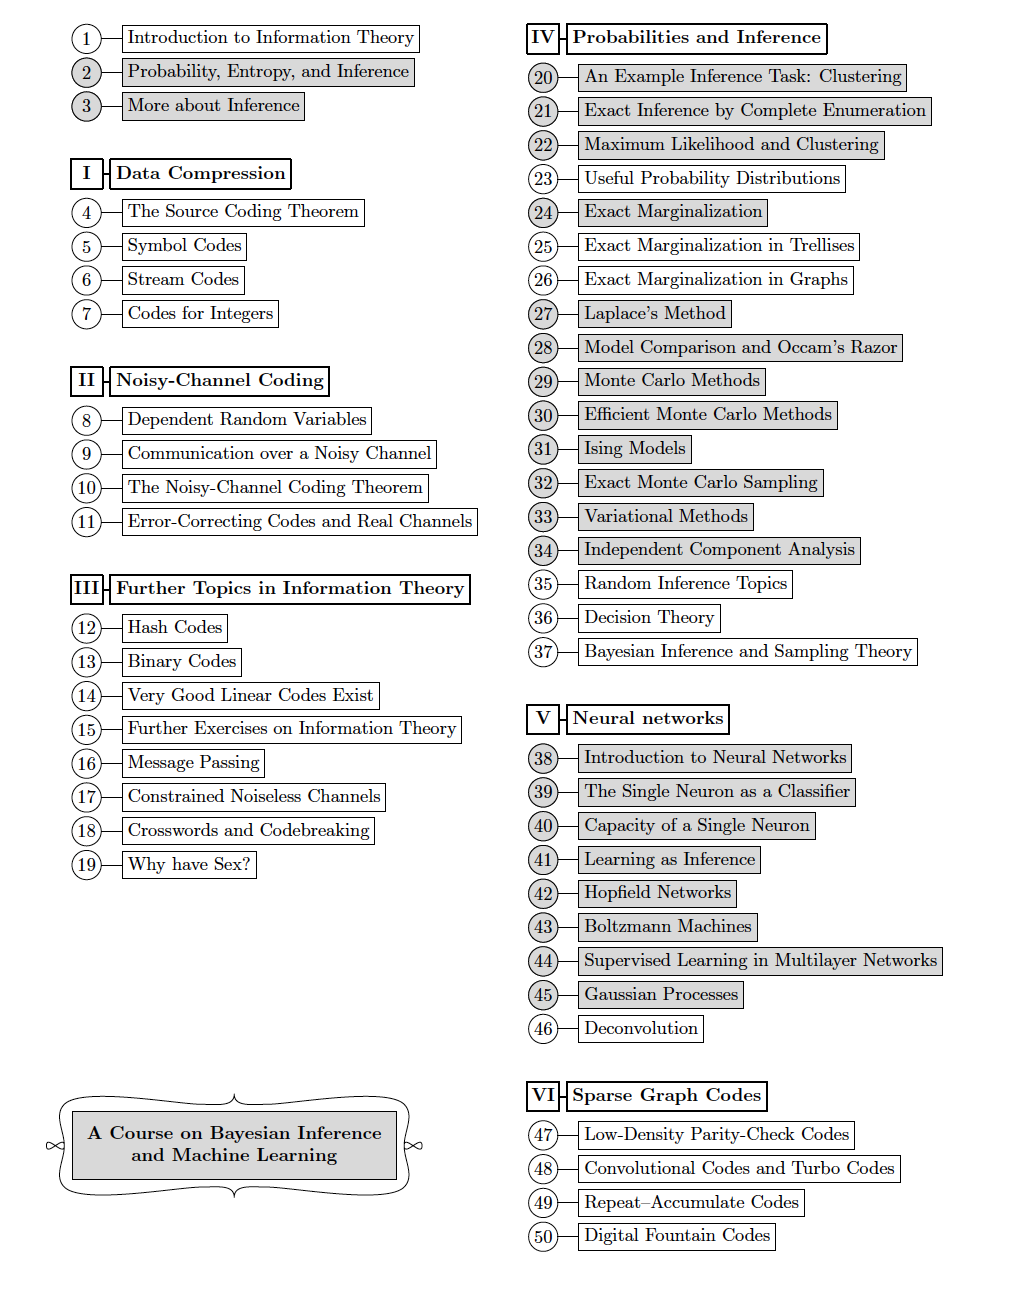 1 Introduction to Information Theory
2 Probability, Entropy, and Inference
3 More about Inference
I Data Compression
4 The Source Coding Theorem
5 Symbol Codes
6 Stream Codes
7 Codes for Integers
II Noisy-Channel Coding
8 Dependent Random Variables
9 Communication over a Noisy Channel
10 The Noisy-Channel Coding Theorem
11 Error-Correcting Codes and Real Channels
III Further Topics in Information Theory
12 Hash Codes
13 Binary Codes
14 Very Good Linear Codes Exist
15 Further Exercises on Information Theory
16 Message Passing
17 Constrained Noiseless Channels
18 Crosswords and Codebreaking
19 Why have Sex?
A Course on Bayesian Inference
and Machine Learning
IV Probabilities and Inference
20 An Example Inference Task: Clustering
21 Exact Inference by Complete Enumeration
22 Maximum Likelihood and Clustering
23 Useful Probability Distributions
24 Exact Marginalization
25 Exact Marginalization in Trellises
26 Exact Marginalization in Graphs
27 Laplace's Method
28 Model Comparison and Occam's Razor
29 Monte Carlo Methods
30 Efficient Monte Carlo Methods
31 Ising Models
32 Exact Monte Carlo Sampling
33 Variational Methods
34 Independent Component Analysis
35 Random Inference Topics
36 Decision Theory
37 Bayesian Inference and Sampling Theory
V Neural networks
38 Introduction to Neural Networks
39 The Single Neuron as a Classifier
40 Capacity of a Single Neuron
41 Learning as Inference
42 Hopfield Networks
43 Boltzmann Machines
44 Supervised Learning in Multilayer Networks
45 Gaussian Processes
46 Deconvolution
VI Sparse Graph Codes
47 Low-Density Parity-Check Codes
48 Convolutional Codes and Turbo Codes
49 Repeat–Accumulate Codes
50 Digital Fountain Codes